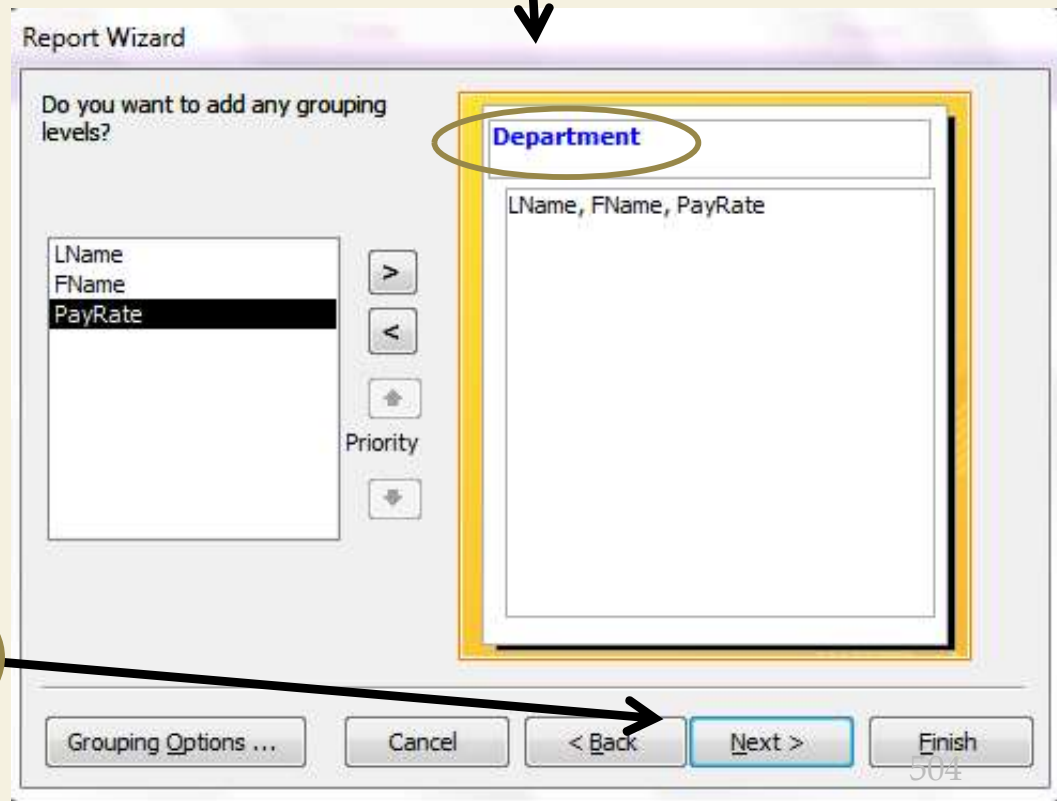 Report Wizard
Do you want to add any grouping
levels?
Department
LName, FName, PayRate
LName
FName
PayRate
>
<
Priority
Grouping Options ...
Cancel
< Back
Next >
Finish
504